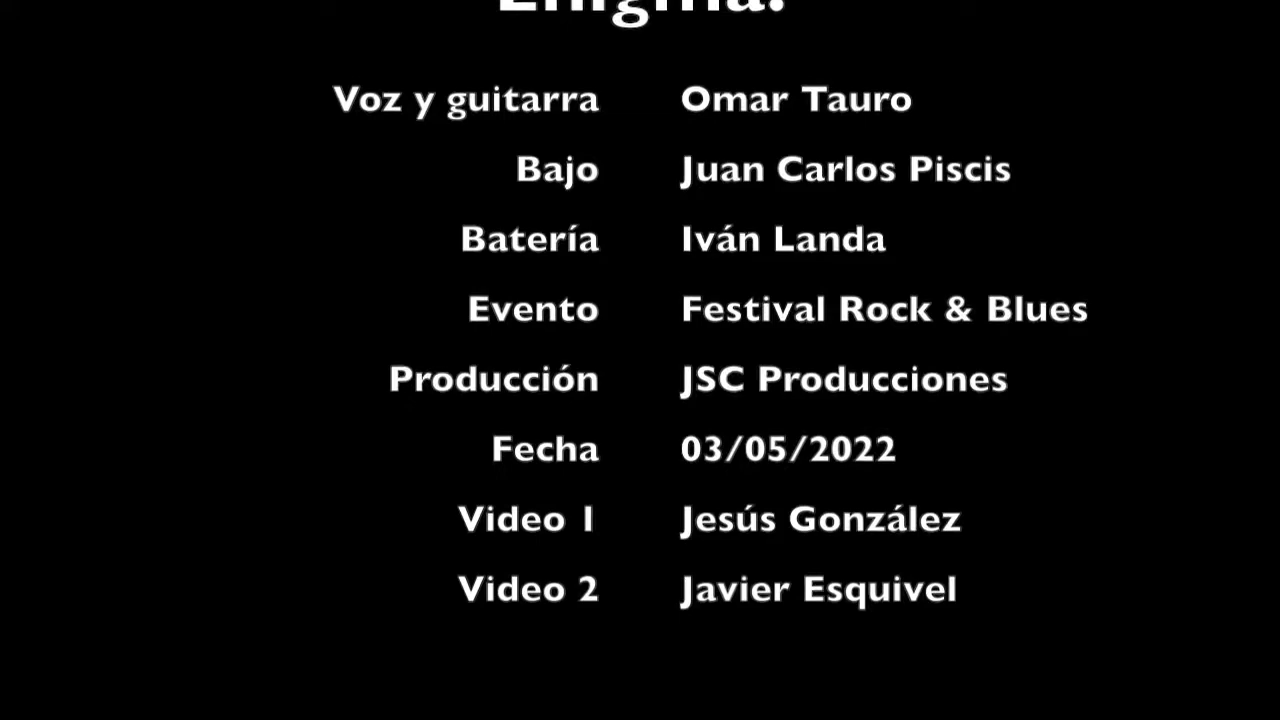 Enigma.
Voz y guitarra Omar Tauro
Bajo Juan Carlos Piscis
Batería Iván Landa
Evento Festival Rock & Blues
Producción JSC Producciones
Fecha 03/05/2022
Video 1 Jesús González
Video 2 Javier Esquivel